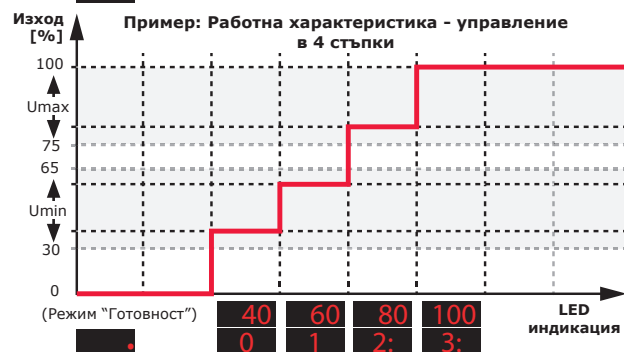 Изход
[%]
Пример: Работна характеристика - управление
в 4 стъпки
100
Umax
75
65
Umin
30
0
(Режим “Готовност”)
40 60 80 100
. 0 1 2: 3:
LED
индикация